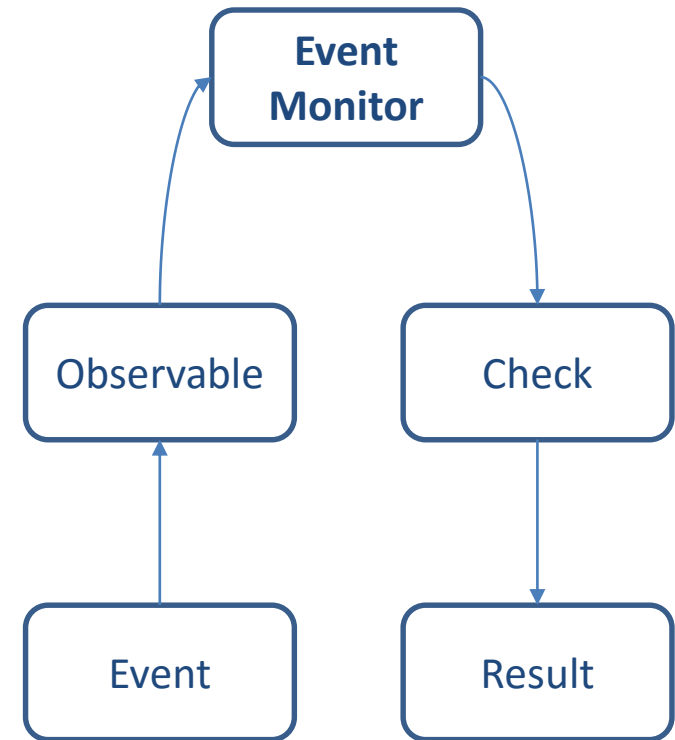 Event
Monitor
Observable
Check
Event
Result